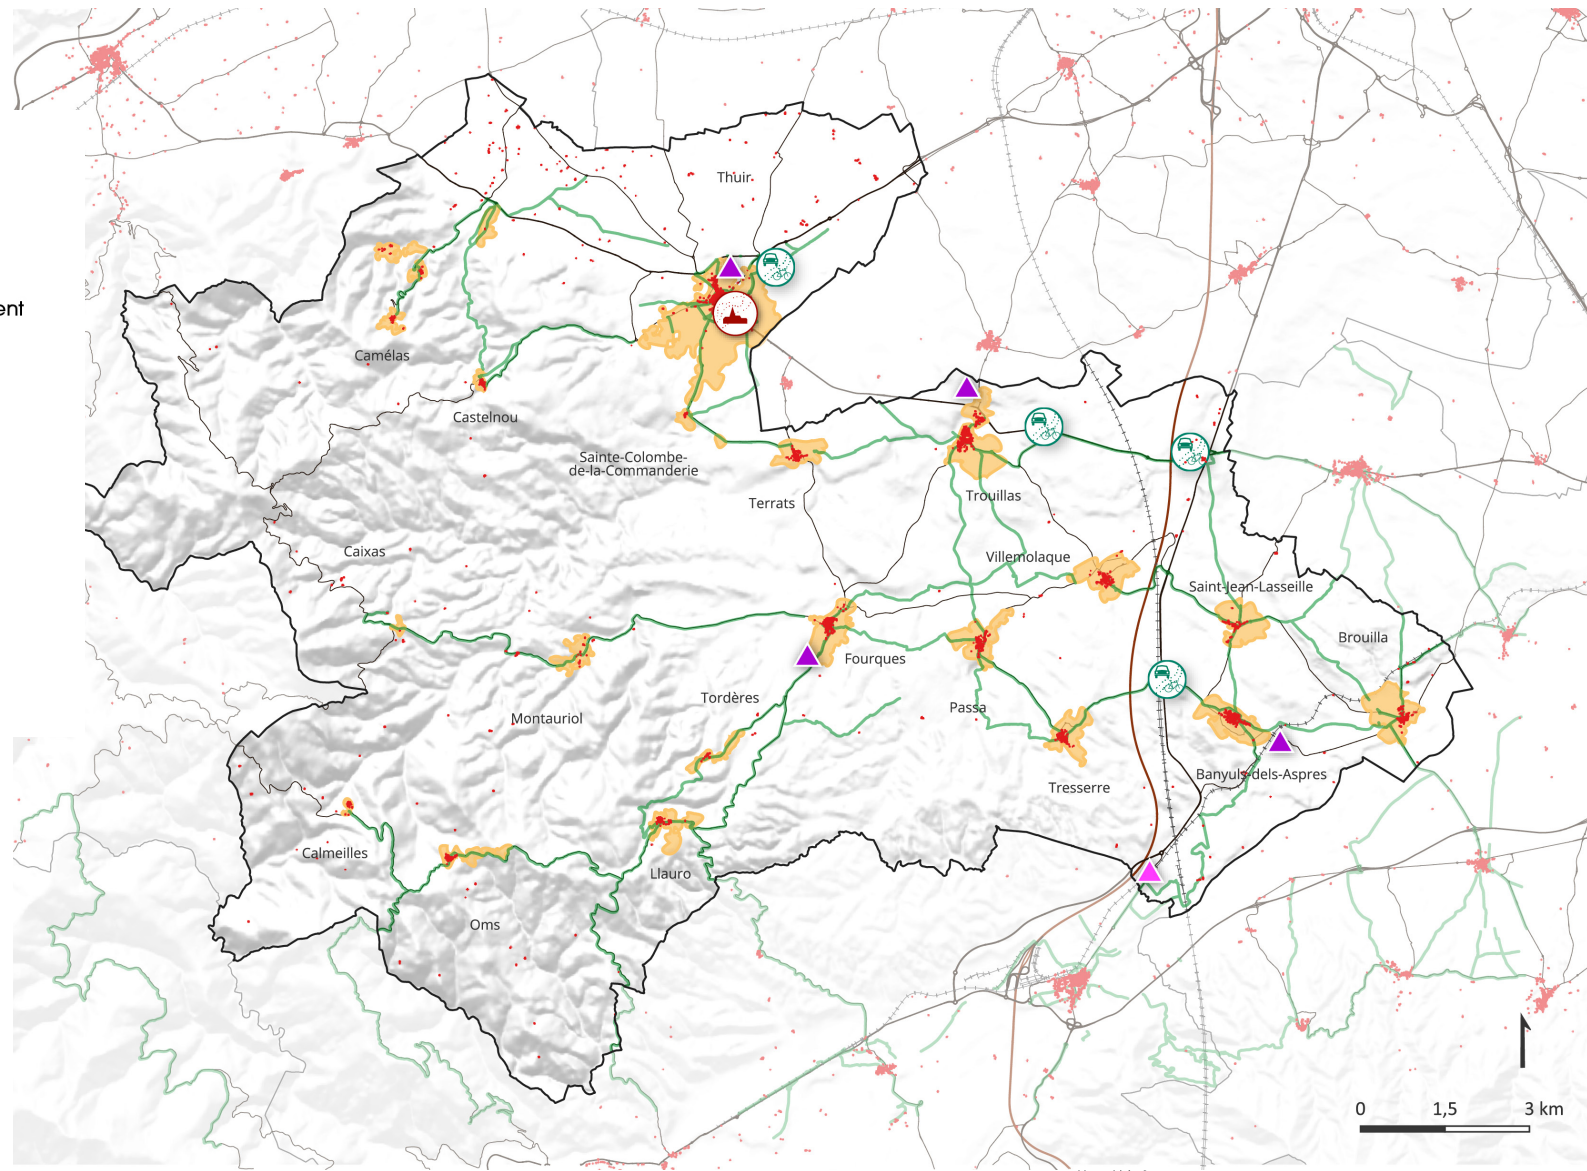 Thuir
ent
Camélas
Castelnou
Sainte-Colombe-
de-la-Commanderie
Terrats
Trouillas
Caixas
Villemolaque
Saint-Jean-Lasseille
Brouilla
Fourques
Tordères
Passa
Montauriol
Banyuls-dels-Aspres
Tresserre
Calmeilles
Llauro
Oms
0 1,5 3 km